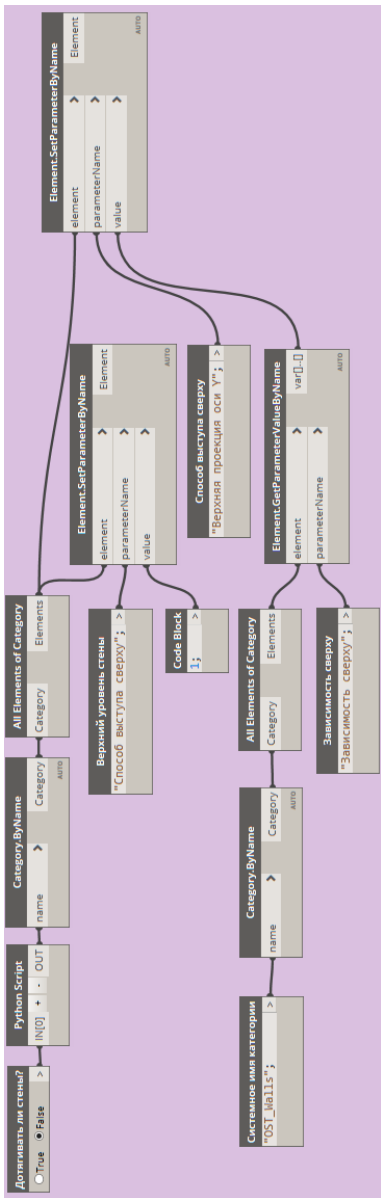 Дотягивать ли стены?
True
False
>
Python Script
IN[0] + - OUT
Category.ByName
name > Category
AUTO
All Elements of Category
Category Elements
Верхний уровень стены
"Способ выступа сверху"; >
Code Block
1; >
Element.SetParameterByName
element > Element
parameterName >
value >
AUTO
Element.SetParameterByName
element > Element
parameterName >
value >
AUTO
Способ выступа сверху
"Верхняя проекция оси Y"; >
Системное имя категории
"OST_Walls"; >
Category.ByName
name > Category
AUTO
All Elements of Category
Category Elements
Зависимость сверху
"Зависимость сверху"; >
Element.GetParameterValueByName
element > var[]..[]
parameterName >
AUTO